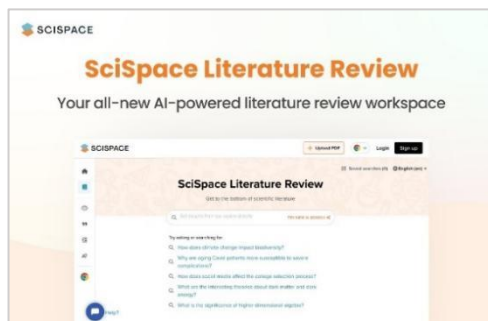 SCISPACE
SciSpace Literature Review
Your all-new AI-powered literature review workspace
SCISPACE
Upload PDF
Login
Sign up
English (en)
SciSpace Literature Review
Get to the bottom of scientific literature
Try asking or searching for:
How does climate change impact biodiversity?
Why are aging Covid patients more susceptible to severe
complications?
How does social media affect the college selection process?
What are the interesting theories about dark matter and dark
energy?
What is the significance of higher dimensional algebra?